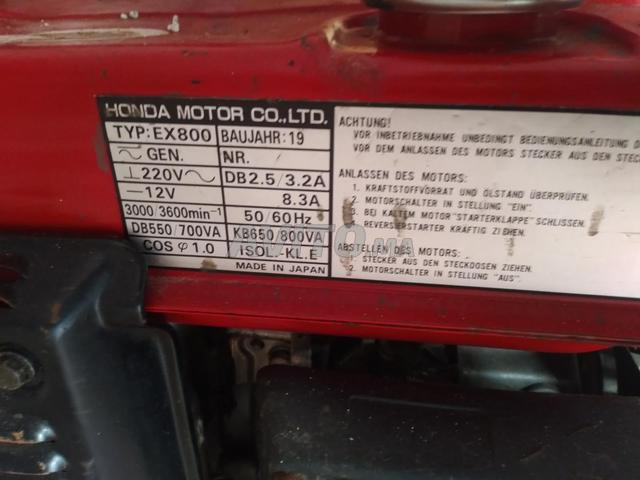 HONDA MOTOR CO.,LTD.
TYP:EX800 BAUJAHR:19
~ GEN. NR.
⊥220V~ DB2.5/3.2A
—12V 8.3A
3000/3600min⁻¹ 50/60Hz
DB550/700VA KB650/800VA
COS φ 1.0 ISOL.-KL.E
MADE IN JAPAN
ACHTUNG!
VOR INBETRIEBNAHME UNBEDINGT BEDIENUNGSANLEITUNG
VOR DEM ANLASSEN DES MOTORS STECKER AUS DEN
ANLASSEN DES MOTORS:
1. KRAFTSTOFFVORRAT UND ÖLSTAND ÜBERPRÜFEN.
2. MOTORSCHALTER IN STELLUNG "EIN".
3. BEI KALTEM MOTOR "STARTERKLAPPE" SCHLISSEN.
4. REVERSIERSTARTER KRÄFTIG ZIEHEN.
ABSTELLEN DES MOTORS:
1. STECKER AUS DEN STECKDOSEN ZIEHEN.
2. MOTORSCHALTER IN STELLUNG "AUS".